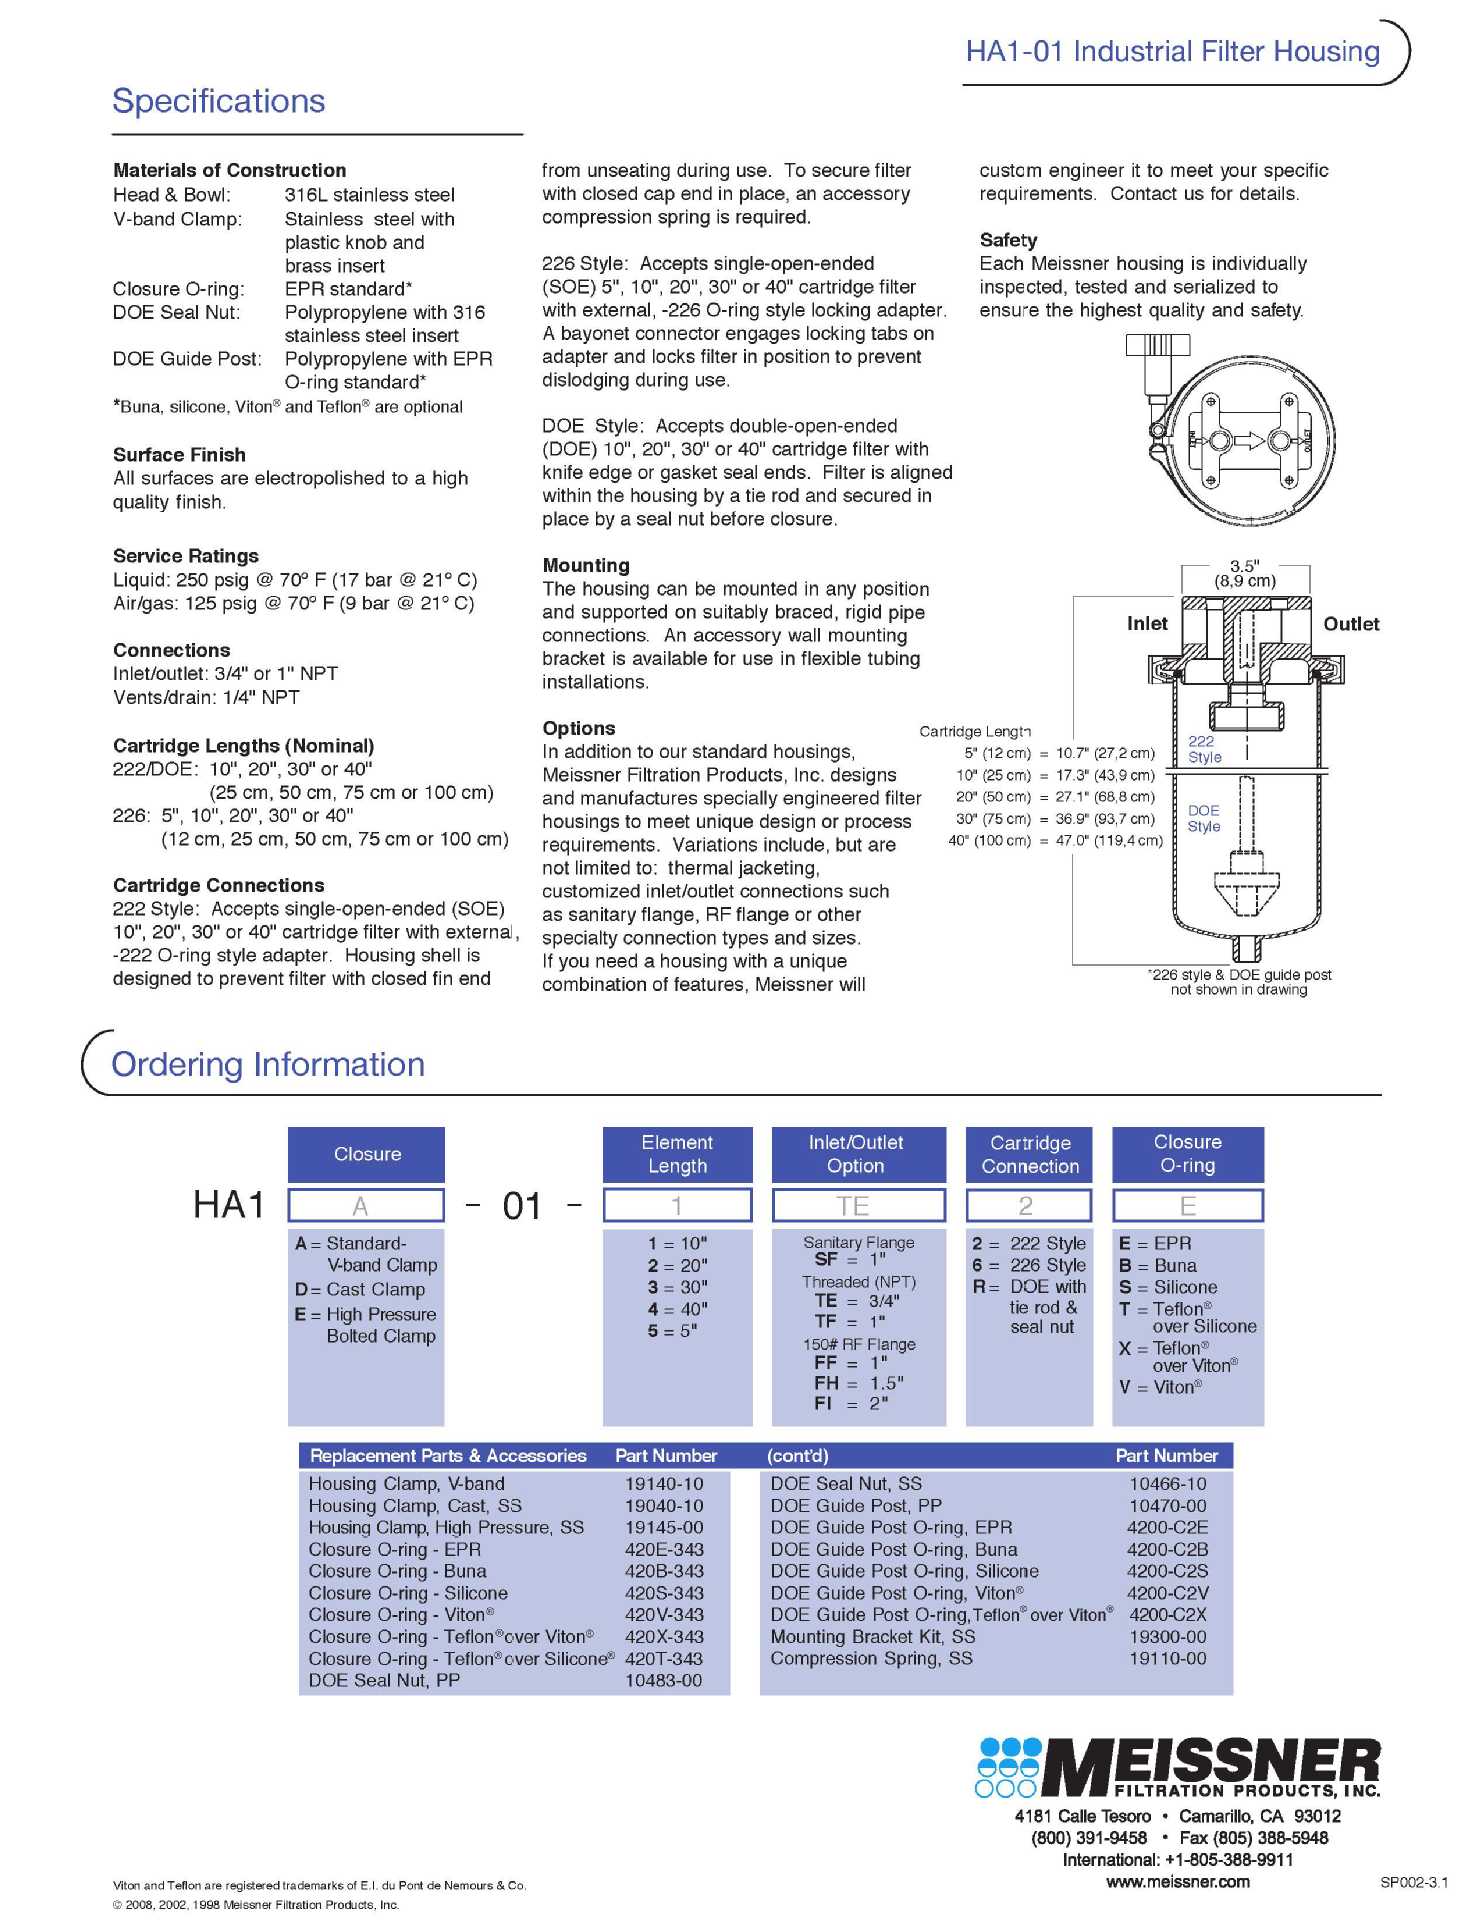 HA1-01 Industrial Filter Housing
Specifications
Materials of Construction
Head & Bowl: 316L stainless steel
V-band Clamp: Stainless steel with
plastic knob and
brass insert
Closure O-ring: EPR standard*
DOE Seal Nut: Polypropylene with 316
stainless steel insert
DOE Guide Post: Polypropylene with EPR
O-ring standard*
*Buna, silicone, Viton® and Teflon® are optional
Surface Finish
All surfaces are electropolished to a high
quality finish.
Service Ratings
Liquid: 250 psig @ 70º F (17 bar @ 21º C)
Air/gas: 125 psig @ 70º F (9 bar @ 21º C)
Connections
Inlet/outlet: 3/4" or 1" NPT
Vents/drain: 1/4" NPT
Cartridge Lengths (Nominal)
222/DOE: 10", 20", 30" or 40"
(25 cm, 50 cm, 75 cm or 100 cm)
226: 5", 10", 20", 30" or 40"
(12 cm, 25 cm, 50 cm, 75 cm or 100 cm)
Cartridge Connections
222 Style: Accepts single-open-ended (SOE)
10", 20", 30" or 40" cartridge filter with external,
-222 O-ring style adapter. Housing shell is
designed to prevent filter with closed fin end
from unseating during use. To secure filter
with closed cap end in place, an accessory
compression spring is required.
226 Style: Accepts single-open-ended
(SOE) 5", 10", 20", 30" or 40" cartridge filter
with external, -226 O-ring style locking adapter.
A bayonet connector engages locking tabs on
adapter and locks filter in position to prevent
dislodging during use.
DOE Style: Accepts double-open-ended
(DOE) 10", 20", 30" or 40" cartridge filter with
knife edge or gasket seal ends. Filter is aligned
within the housing by a tie rod and secured in
place by a seal nut before closure.
Mounting
The housing can be mounted in any position
and supported on suitably braced, rigid pipe
connections. An accessory wall mounting
bracket is available for use in flexible tubing
installations.
Options
In addition to our standard housings,
Meissner Filtration Products, Inc. designs
and manufactures specially engineered filter
housings to meet unique design or process
requirements. Variations include, but are
not limited to: thermal jacketing,
customized inlet/outlet connections such
as sanitary flange, RF flange or other
specialty connection types and sizes.
If you need a housing with a unique
combination of features, Meissner will
custom engineer it to meet your specific
requirements. Contact us for details.
Safety
Each Meissner housing is individually
inspected, tested and serialized to
ensure the highest quality and safety.
OUTLET
3.5"
(8,9 cm)
Inlet Outlet
Cartridge Length
5" (12 cm) = 10.7" (27,2 cm)
10" (25 cm) = 17.3" (43,9 cm)
20" (50 cm) = 27.1" (68,8 cm)
30" (75 cm) = 36.9" (93,7 cm)
40" (100 cm) = 47.0" (119,4 cm)
222
Style
DOE
Style
*226 style & DOE guide post
not shown in drawing
Ordering Information
Closure
Element
Length
Inlet/Outlet
Option
Cartridge
Connection
Closure
O-ring
HA1 A - 01 - 1 TE 2 E
A = Standard-
V-band Clamp
D = Cast Clamp
E = High Pressure
Bolted Clamp
1 = 10"
2 = 20"
3 = 30"
4 = 40"
5 = 5"
Sanitary Flange
SF = 1"
Threaded (NPT)
TE = 3/4"
TF = 1"
150# RF Flange
FF = 1"
FH = 1.5"
FI = 2"
2 = 222 Style
6 = 226 Style
R = DOE with
tie rod &
seal nut
E = EPR
B = Buna
S = Silicone
T = Teflon®
over Silicone
X = Teflon®
over Viton®
V = Viton®
Replacement Parts & Accessories Part Number
Housing Clamp, V-band 19140-10
Housing Clamp, Cast, SS 19040-10
Housing Clamp, High Pressure, SS 19145-00
Closure O-ring - EPR 420E-343
Closure O-ring - Buna 420B-343
Closure O-ring - Silicone 420S-343
Closure O-ring - Viton® 420V-343
Closure O-ring - Teflon® over Viton® 420X-343
Closure O-ring - Teflon® over Silicone® 420T-343
DOE Seal Nut, PP 10483-00
(cont'd) Part Number
DOE Seal Nut, SS 10466-10
DOE Guide Post, PP 10470-00
DOE Guide Post O-ring, EPR 4200-C2E
DOE Guide Post O-ring, Buna 4200-C2B
DOE Guide Post O-ring, Silicone 4200-C2S
DOE Guide Post O-ring, Viton® 4200-C2V
DOE Guide Post O-ring, Teflon® over Viton® 4200-C2X
Mounting Bracket Kit, SS 19300-00
Compression Spring, SS 19110-00
MEISSNER
FILTRATION PRODUCTS, INC.
4181 Calle Tesoro • Camarillo, CA 93012
(800) 391-9458 • Fax (805) 388-5948
International: +1-805-388-9911
www.meissner.com
Viton and Teflon are registered trademarks of E.I. du Pont de Nemours & Co.
© 2008, 2002, 1998 Meissner Filtration Products, Inc.
SP002-3.1